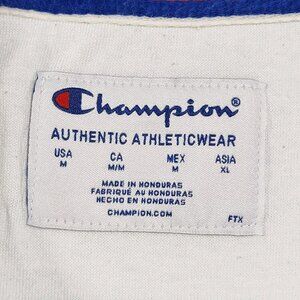 Champion®
AUTHENTIC ATHLETICWEAR
USA CA MEX ASIA
M M/M M XL
MADE IN HONDURAS
FABRIQUÉ AU HONDURAS
HECHO EN HONDURAS
CHAMPION.COM
FTX